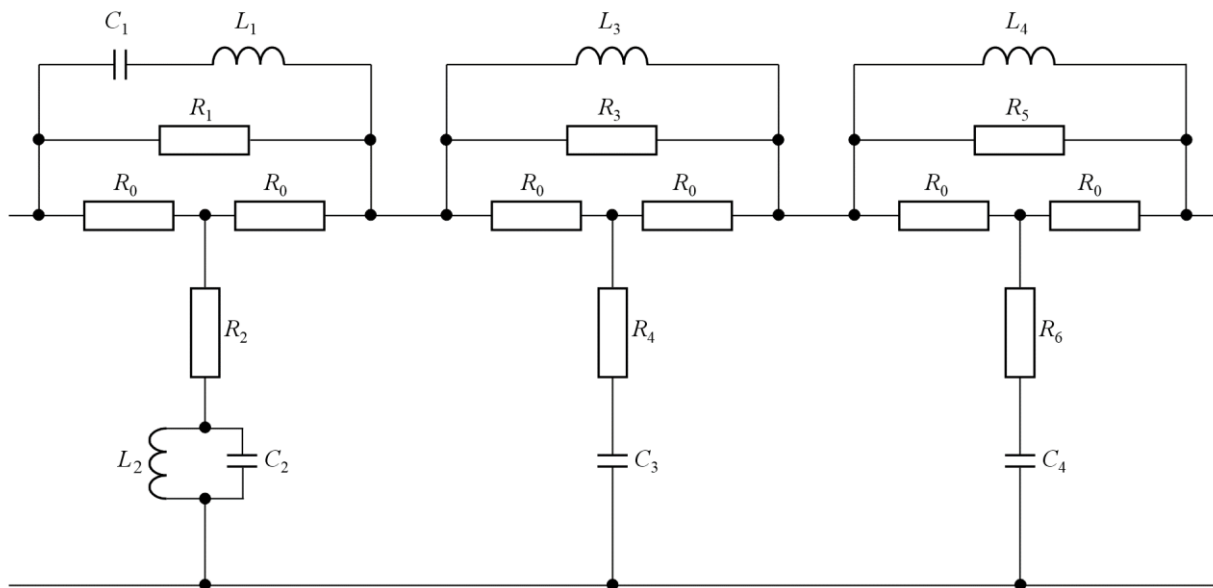 C₁ L₁ L₃ L₄
R₁ R₃ R₅
R₀ R₀ R₀ R₀ R₀ R₀
R₂ R₄ R₆
L₂ C₂ C₃ C₄